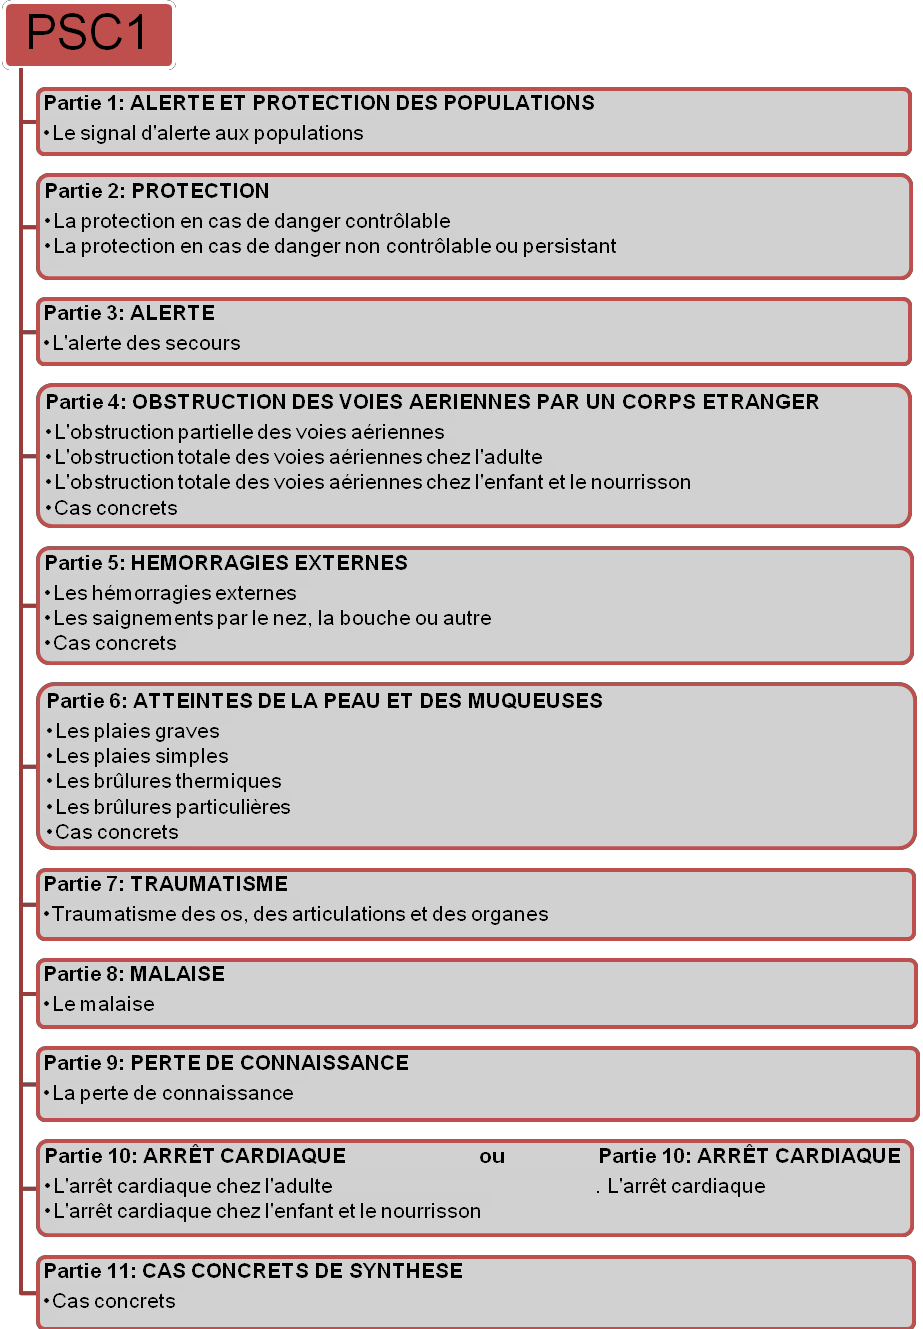 PSC1
Partie 1: ALERTE ET PROTECTION DES POPULATIONS
•Le signal d'alerte aux populations
Partie 2: PROTECTION
•La protection en cas de danger contrôlable
•La protection en cas de danger non contrôlable ou persistant
Partie 3: ALERTE
•L'alerte des secours
Partie 4: OBSTRUCTION DES VOIES AERIENNES PAR UN CORPS ETRANGER
•L'obstruction partielle des voies aériennes
•L'obstruction totale des voies aériennes chez l'adulte
•L'obstruction totale des voies aériennes chez l'enfant et le nourrisson
•Cas concrets
Partie 5: HEMORRAGIES EXTERNES
•Les hémorragies externes
•Les saignements par le nez, la bouche ou autre
•Cas concrets
Partie 6: ATTEINTES DE LA PEAU ET DES MUQUEUSES
•Les plaies graves
•Les plaies simples
•Les brûlures thermiques
•Les brûlures particulières
•Cas concrets
Partie 7: TRAUMATISME
•Traumatisme des os, des articulations et des organes
Partie 8: MALAISE
•Le malaise
Partie 9: PERTE DE CONNAISSANCE
•La perte de connaissance
Partie 10: ARRÊT CARDIAQUE ou Partie 10: ARRÊT CARDIAQUE
•L'arrêt cardiaque chez l'adulte . L'arrêt cardiaque
•L'arrêt cardiaque chez l'enfant et le nourrisson
Partie 11: CAS CONCRETS DE SYNTHESE
•Cas concrets